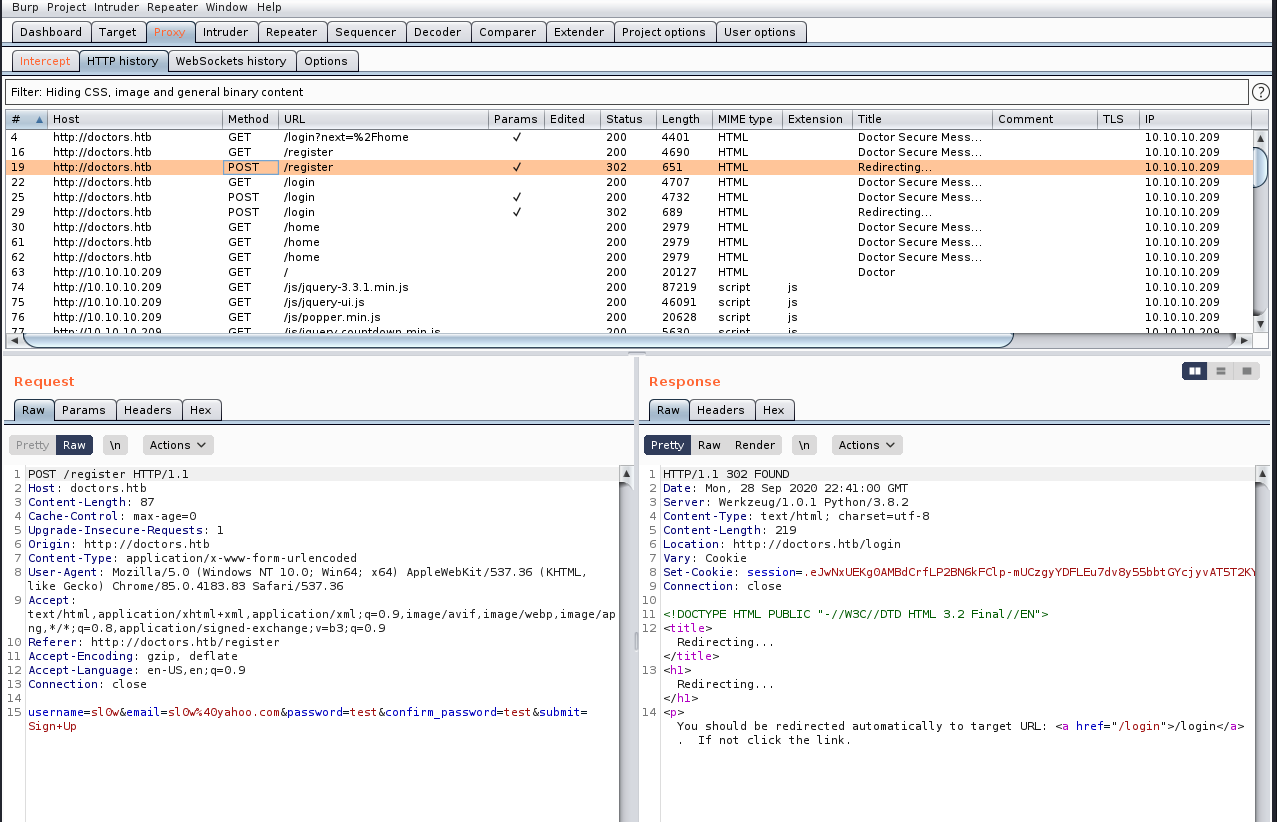 Burp Project Intruder Repeater Window Help
Dashboard Target Proxy Intruder Repeater Sequencer Decoder Comparer Extender Project options User options
Intercept HTTP history WebSockets history Options
Filter: Hiding CSS, image and general binary content ?
# Host Method URL Params Edited Status Length MIME type Extension Title Comment TLS IP
4 http://doctors.htb GET /login?next=%2Fhome ✓ 200 4401 HTML Doctor Secure Mess... 10.10.10.209
16 http://doctors.htb GET /register 200 4690 HTML Doctor Secure Mess... 10.10.10.209
19 http://doctors.htb POST /register ✓ 302 651 HTML Redirecting... 10.10.10.209
22 http://doctors.htb GET /login 200 4707 HTML Doctor Secure Mess... 10.10.10.209
25 http://doctors.htb POST /login ✓ 200 4732 HTML Doctor Secure Mess... 10.10.10.209
29 http://doctors.htb POST /login ✓ 302 689 HTML Redirecting... 10.10.10.209
30 http://doctors.htb GET /home 200 2979 HTML Doctor Secure Mess... 10.10.10.209
61 http://doctors.htb GET /home 200 2979 HTML Doctor Secure Mess... 10.10.10.209
62 http://doctors.htb GET /home 200 2979 HTML Doctor Secure Mess... 10.10.10.209
63 http://10.10.10.209 GET / 200 20127 HTML Doctor 10.10.10.209
74 http://10.10.10.209 GET /js/jquery-3.3.1.min.js 200 87219 script js 10.10.10.209
75 http://10.10.10.209 GET /js/jquery-ui.js 200 46091 script js 10.10.10.209
76 http://10.10.10.209 GET /js/popper.min.js 200 20628 script js 10.10.10.209
77 http://10.10.10.209 GET /js/jquery.countdown.min.js 200 5630 script js 10.10.10.209
Request
Raw Params Headers Hex
Pretty Raw \n Actions
1 POST /register HTTP/1.1
2 Host: doctors.htb
3 Content-Length: 87
4 Cache-Control: max-age=0
5 Upgrade-Insecure-Requests: 1
6 Origin: http://doctors.htb
7 Content-Type: application/x-www-form-urlencoded
8 User-Agent: Mozilla/5.0 (Windows NT 10.0; Win64; x64) AppleWebKit/537.36 (KHTML,
like Gecko) Chrome/85.0.4183.83 Safari/537.36
9 Accept:
text/html,application/xhtml+xml,application/xml;q=0.9,image/avif,image/webp,image/ap
ng,*/*;q=0.8,application/signed-exchange;v=b3;q=0.9
10 Referer: http://doctors.htb/register
11 Accept-Encoding: gzip, deflate
12 Accept-Language: en-US,en;q=0.9
13 Connection: close
14
15 username=sl0w&email=sl0w%40yahoo.com&password=test&confirm_password=test&submit=
Sign+Up
Response
Raw Headers Hex
Pretty Raw Render \n Actions
1 HTTP/1.1 302 FOUND
2 Date: Mon, 28 Sep 2020 22:41:00 GMT
3 Server: Werkzeug/1.0.1 Python/3.8.2
4 Content-Type: text/html; charset=utf-8
5 Content-Length: 219
6 Location: http://doctors.htb/login
7 Vary: Cookie
8 Set-Cookie: session=.eJwNxUEKg0AMBdCrfLP2BN6kFClp-mUCzgyYDFLEu7dv8y55bbtGYcjyvAT5T2KY
9 Connection: close
10
11 <!DOCTYPE HTML PUBLIC "-//W3C//DTD HTML 3.2 Final//EN">
12 <title>
Redirecting...
</title>
13 <h1>
Redirecting...
</h1>
14 <p>
You should be redirected automatically to target URL: <a href="/login">/login</a>
. If not click the link.